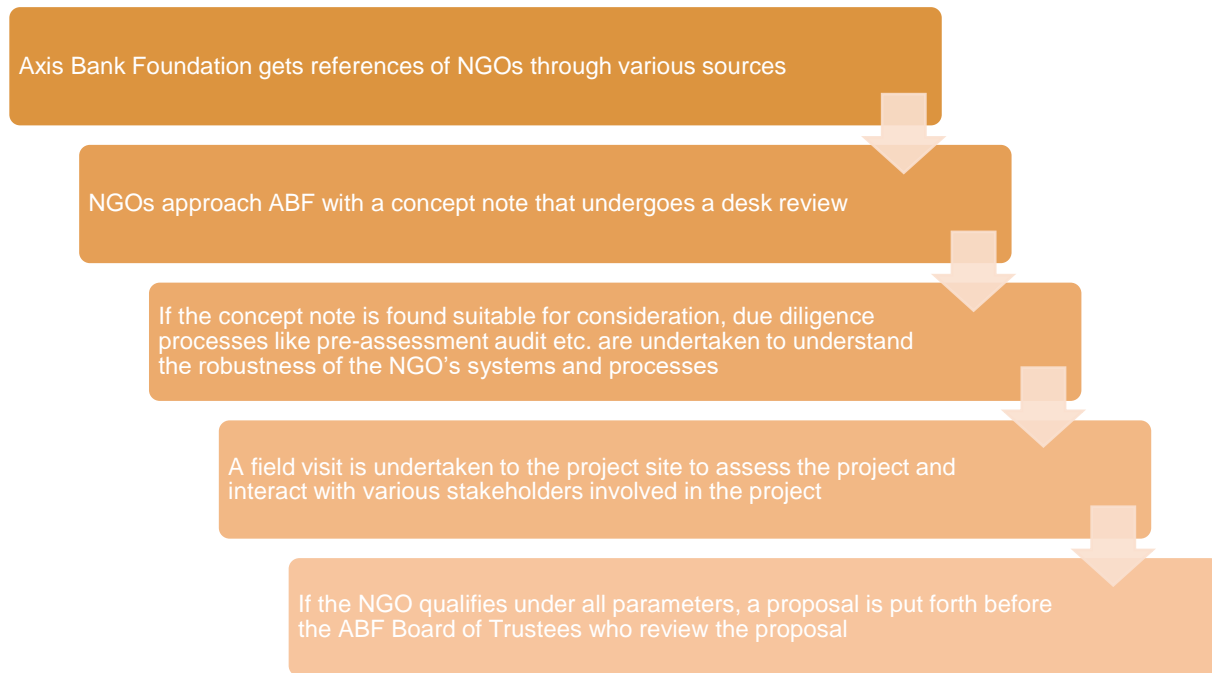 Axis Bank Foundation gets references of NGOs through various sources
NGOs approach ABF with a concept note that undergoes a desk review
If the concept note is found suitable for consideration, due diligence
processes like pre-assessment audit etc. are undertaken to understand
the robustness of the NGO’s systems and processes
A field visit is undertaken to the project site to assess the project and
interact with various stakeholders involved in the project
If the NGO qualifies under all parameters, a proposal is put forth before
the ABF Board of Trustees who review the proposal